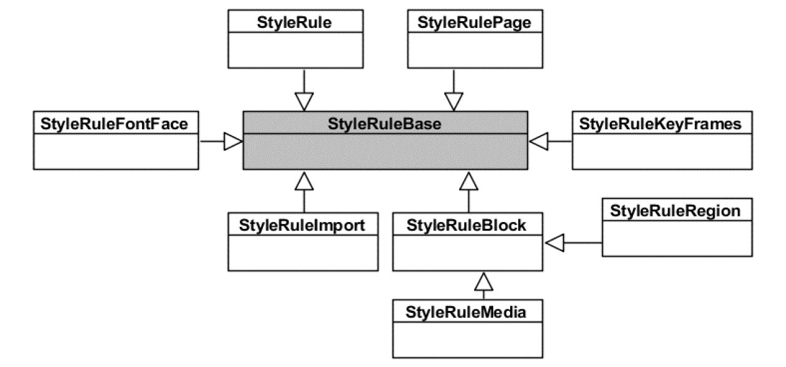 StyleRule
StyleRulePage
StyleRuleFontFace
StyleRuleBase
StyleRuleKeyFrames
StyleRuleImport
StyleRuleBlock
StyleRuleRegion
StyleRuleMedia